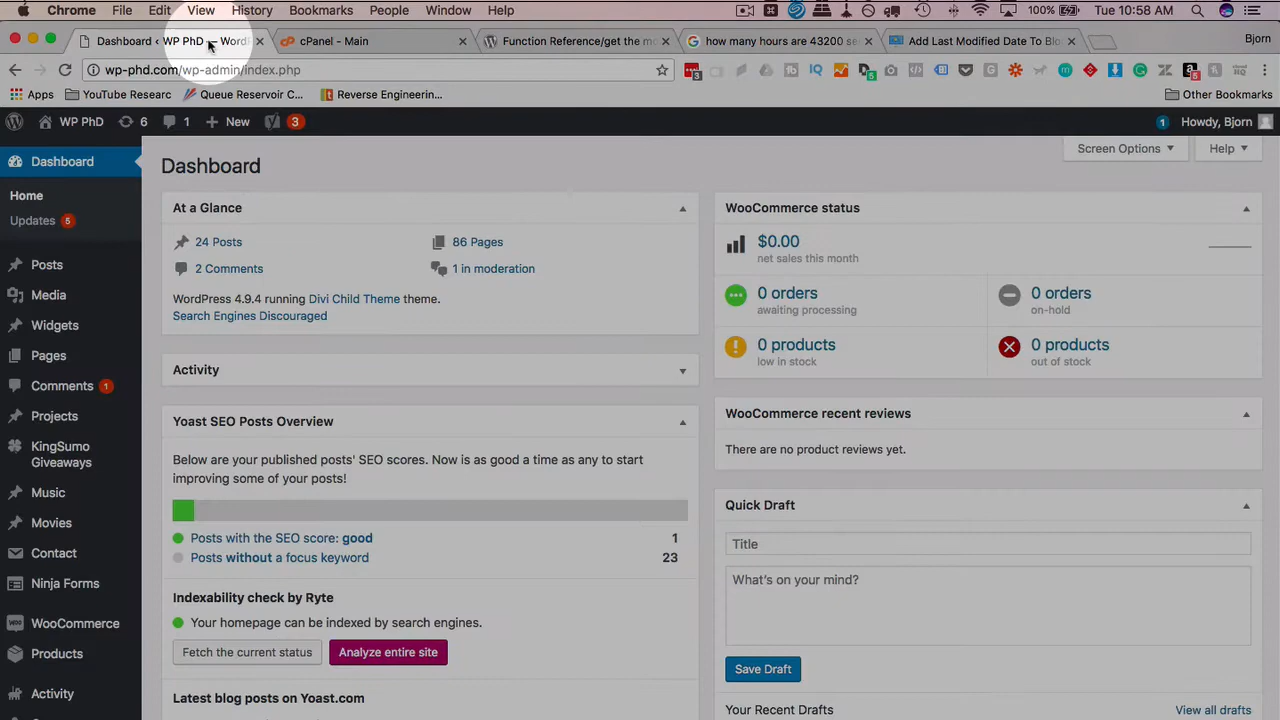 Chrome File Edit View History Bookmarks People Window Help 100% Tue 10:58 AM
Dashboard ‹ WP PhD — WordP cPanel - Main Function Reference/get the m how many hours are 43200 se Add Last Modified Date To Blo Bjorn
wp-phd.com/wp-admin/index.php
Apps YouTube Researc Queue Reservoir C... Reverse Engineerin... Other Bookmarks
WP PhD 6 1 New 3 1 Howdy, Bjorn
Dashboard
Home
Updates 5
Posts
Media
Widgets
Pages
Comments 1
Projects
KingSumo
Giveaways
Music
Movies
Contact
Ninja Forms
WooCommerce
Products
Activity
Dashboard
Screen Options Help
At a Glance
24 Posts 86 Pages
2 Comments 1 in moderation
WordPress 4.9.4 running Divi Child Theme theme.
Search Engines Discouraged
Activity
Yoast SEO Posts Overview
Below are your published posts' SEO scores. Now is as good a time as any to start
improving some of your posts!
Posts with the SEO score: good 1
Posts without a focus keyword 23
Indexability check by Ryte
Your homepage can be indexed by search engines.
Fetch the current status Analyze entire site
Latest blog posts on Yoast.com
WooCommerce status
$0.00
net sales this month
0 orders 0 orders
awaiting processing on-hold
0 products 0 products
low in stock out of stock
WooCommerce recent reviews
There are no product reviews yet.
Quick Draft
Title
What's on your mind?
Save Draft
Your Recent Drafts View all drafts